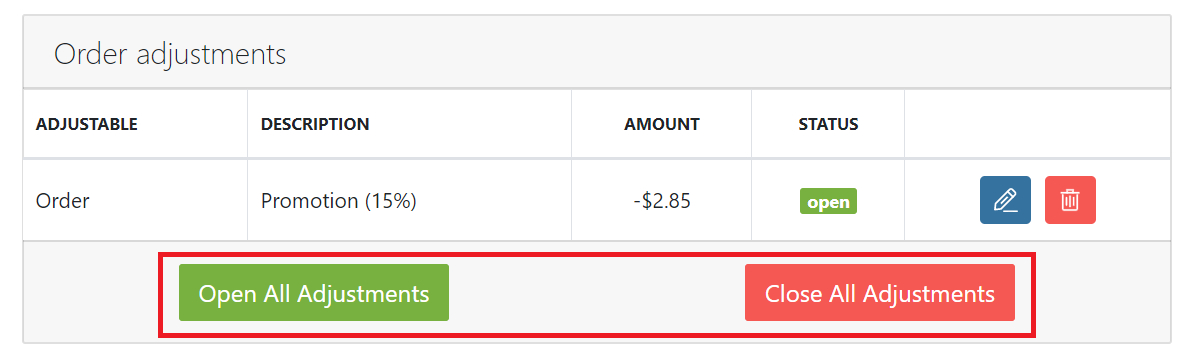 Order adjustments
ADJUSTABLE DESCRIPTION AMOUNT STATUS
Order Promotion (15%) -$2.85 open
Open All Adjustments Close All Adjustments